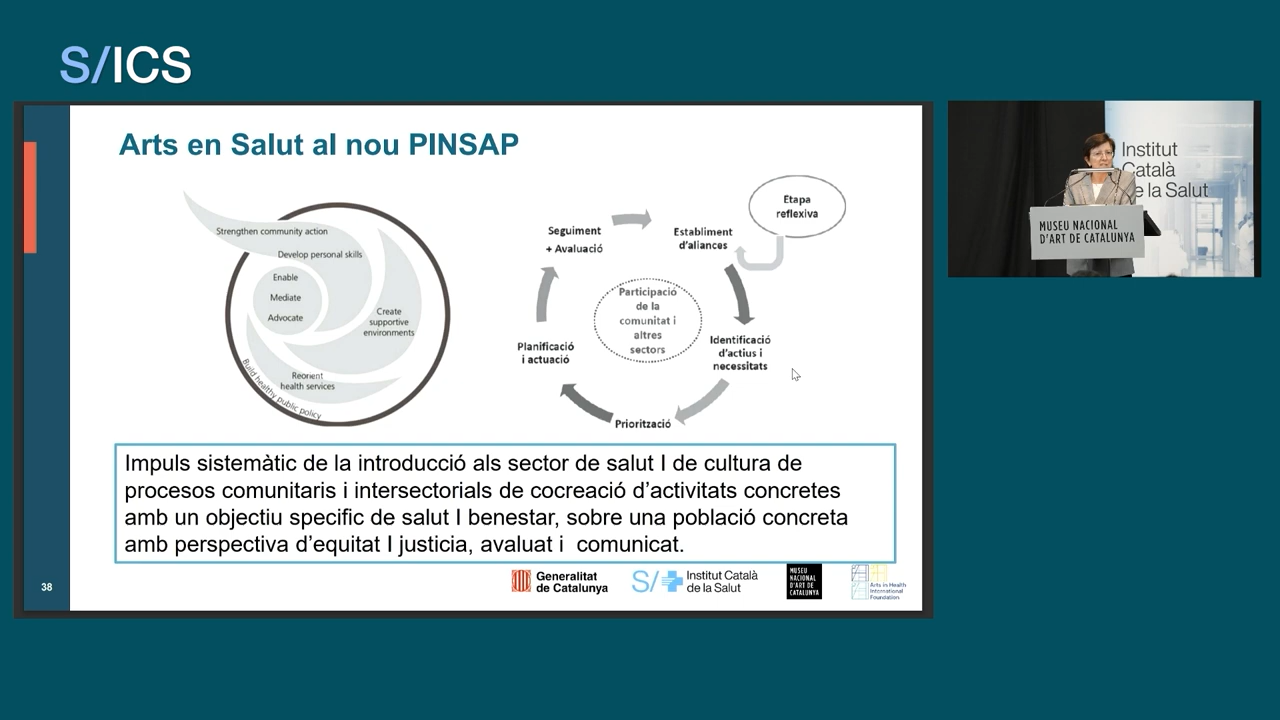 S/ICS
Arts en Salut al nou PINSAP
Strengthen community action
Develop personal skills
Enable
Mediate
Advocate
Create
supportive
environments
Reorient
health services
Build healthy public policy
Etapa
reflexiva
Seguiment
+ Avaluació
Establiment
d'aliances
Participació
de la
comunitat i
altres
sectors
Planificació
i actuació
Identificació
d'actius i
necessitats
Priorització
Impuls sistemàtic de la introducció als sector de salut I de cultura de
procesos comunitaris i intersectorials de cocreació d'activitats concretes
amb un objectiu specific de salut I benestar, sobre una població concreta
amb perspectiva d'equitat I justicia, avaluat i  comunicat.
38
Generalitat
de Catalunya
S/
Institut Català
de la Salut
MUSEU
NACIONAL
D'ART DE
CATALUNYA
Arts in Health
International
Foundation
Institut
Català
de la Salut
MUSEU NACIONAL
D'ART DE CATALUNYA